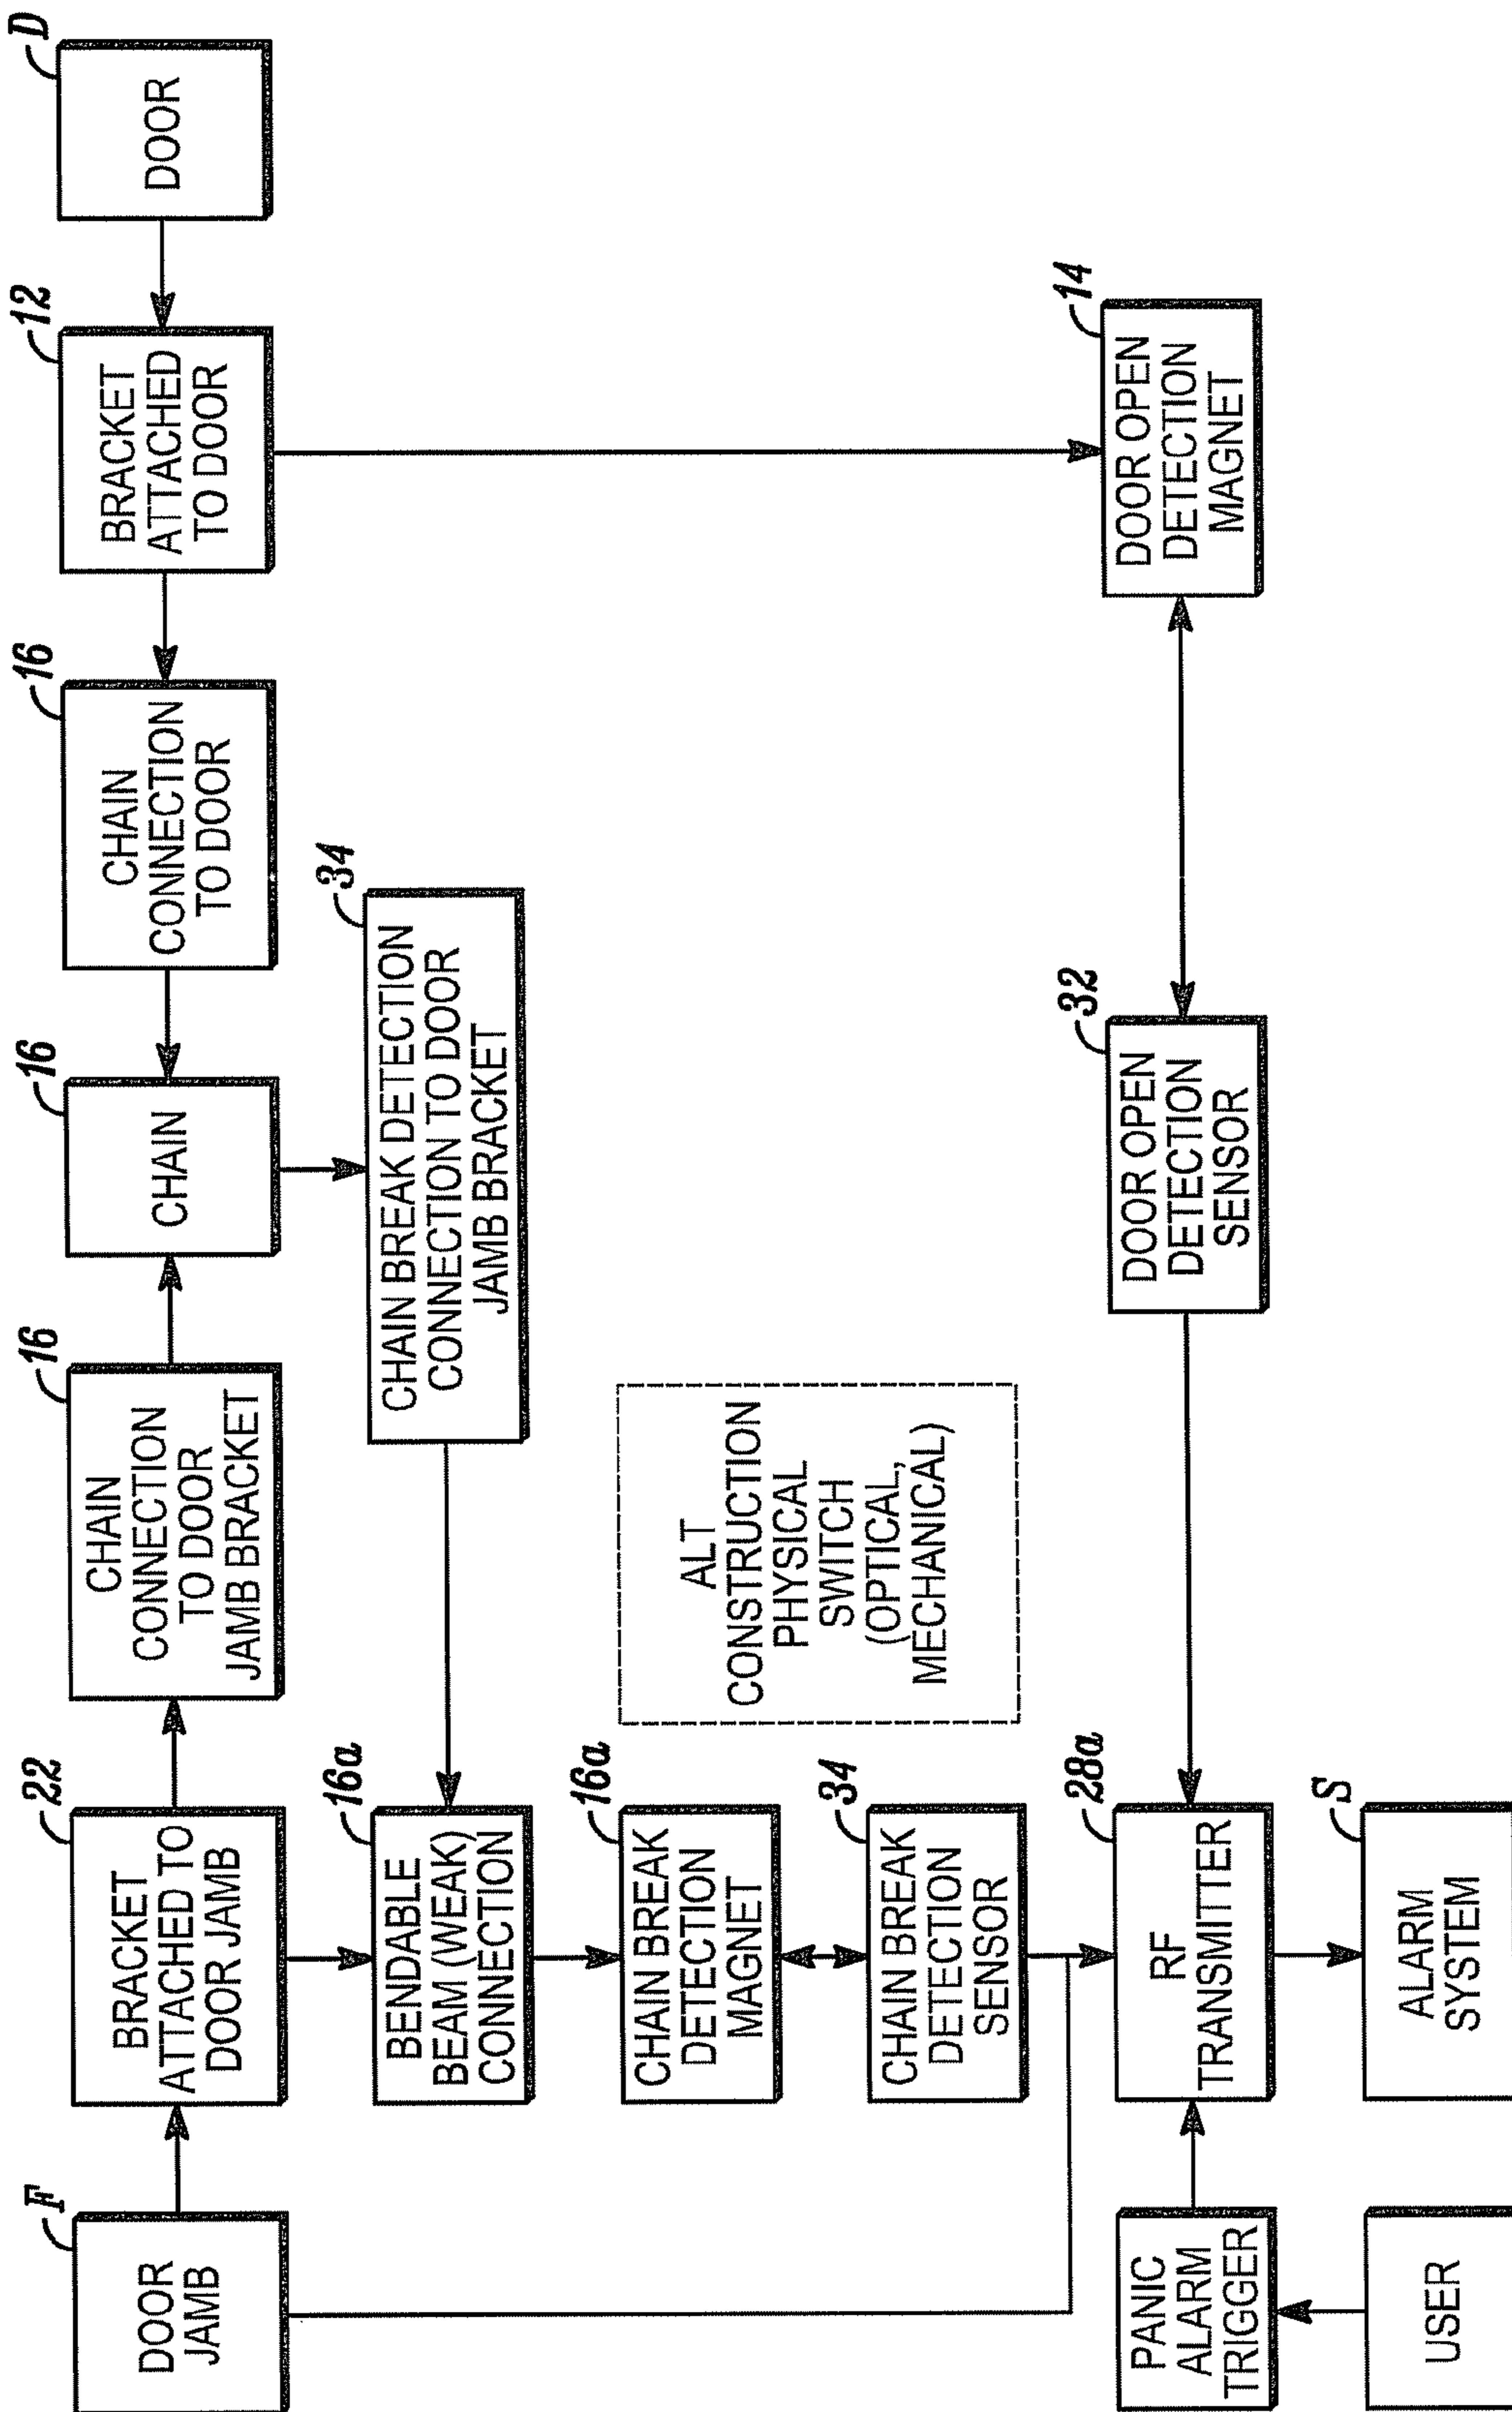 F
DOOR
JAMB
22
BRACKET
ATTACHED TO
DOOR JAMB
16
CHAIN
CONNECTION
TO DOOR
JAMB BRACKET
16
CHAIN
16
CHAIN
CONNECTION
TO DOOR
12
BRACKET
ATTACHED
TO DOOR
D
DOOR
16a
BENDABLE
BEAM (WEAK)
CONNECTION
34
CHAIN BREAK DETECTION
CONNECTION TO DOOR
JAMB BRACKET
16a
CHAIN BREAK
DETECTION
MAGNET
ALT
CONSTRUCTION
PHYSICAL
SWITCH
(OPTICAL,
MECHANICAL)
34
CHAIN BREAK
DETECTION
SENSOR
PANIC
ALARM
TRIGGER
28a
RF
TRANSMITTER
32
DOOR OPEN
DETECTION
SENSOR
14
DOOR OPEN
DETECTION
MAGNET
USER
S
ALARM
SYSTEM